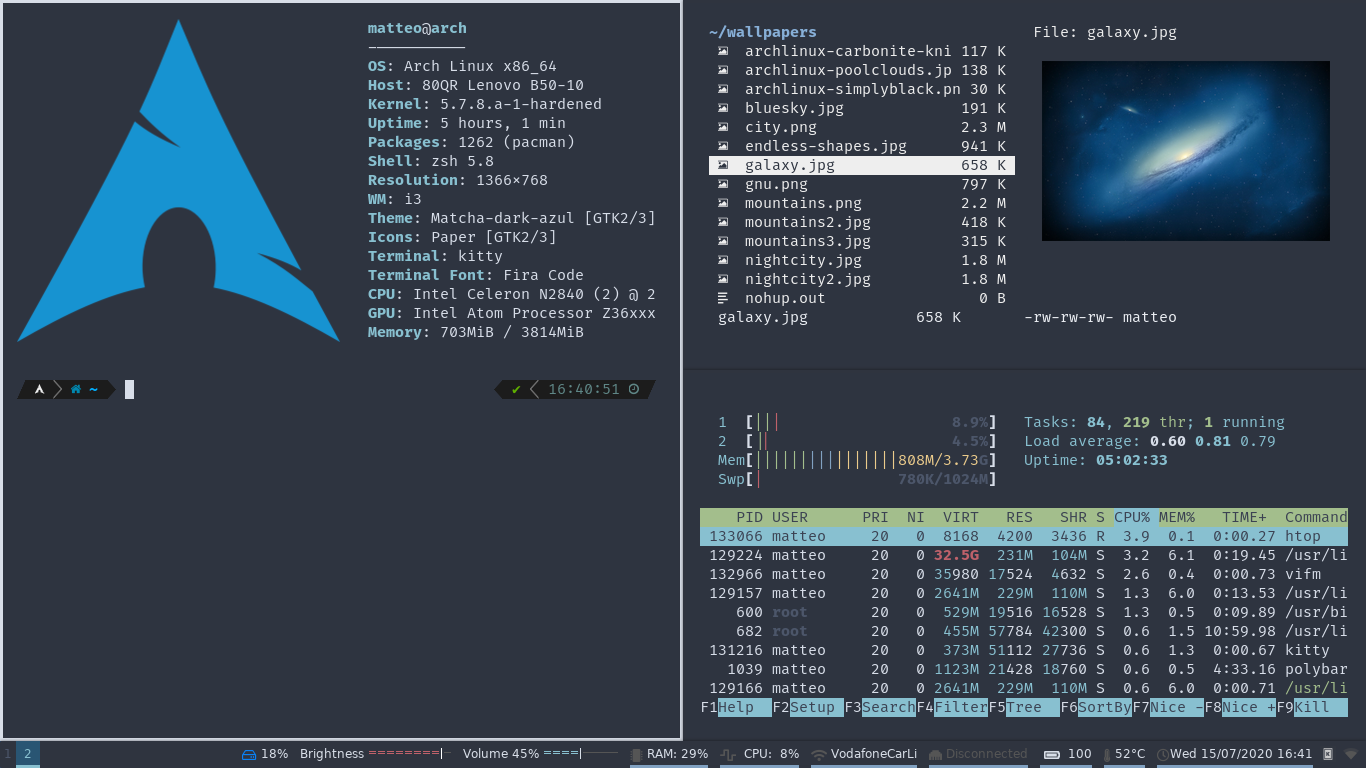 matteo@arch
-----------
OS: Arch Linux x86_64
Host: 80QR Lenovo B50-10
Kernel: 5.7.8.a-1-hardened
Uptime: 5 hours, 1 min
Packages: 1262 (pacman)
Shell: zsh 5.8
Resolution: 1366×768
WM: i3
Theme: Matcha-dark-azul [GTK2/3]
Icons: Paper [GTK2/3]
Terminal: kitty
Terminal Font: Fira Code
CPU: Intel Celeron N2840 (2) @ 2
GPU: Intel Atom Processor Z36xxx
Memory: 703MiB / 3814MiB
~ ✔ 16:40:51
~/wallpapers File: galaxy.jpg
archlinux-carbonite-kni 117 K
archlinux-poolclouds.jp 138 K
archlinux-simplyblack.pn 30 K
bluesky.jpg 191 K
city.png 2.3 M
endless-shapes.jpg 941 K
galaxy.jpg 658 K
gnu.png 797 K
mountains.png 2.2 M
mountains2.jpg 418 K
mountains3.jpg 315 K
nightcity.jpg 1.8 M
nightcity2.jpg 1.8 M
nohup.out 0 B
galaxy.jpg 658 K -rw-rw-rw- matteo
1 [||| 8.9%] Tasks: 84, 219 thr; 1 running
2 [|| 4.5%] Load average: 0.60 0.81 0.79
Mem[||||||||||||||||808M/3.73G] Uptime: 05:02:33
Swp[| 780K/1024M]
PID USER PRI NI VIRT RES SHR S CPU% MEM% TIME+ Command
133066 matteo 20 0 8168 4200 3436 R 3.9 0.1 0:00.27 htop
129224 matteo 20 0 32.5G 231M 104M S 3.2 6.1 0:19.45 /usr/li
132966 matteo 20 0 35980 17524 4632 S 2.6 0.4 0:00.73 vifm
129157 matteo 20 0 2641M 229M 110M S 1.3 6.0 0:13.53 /usr/li
600 root 20 0 529M 19516 16528 S 1.3 0.5 0:09.89 /usr/bi
682 root 20 0 455M 57784 42300 S 0.6 1.5 10:59.98 /usr/li
131216 matteo 20 0 373M 51112 27736 S 0.6 1.3 0:00.67 kitty
1039 matteo 20 0 1123M 21428 18760 S 0.6 0.5 4:33.16 polybar
129166 matteo 20 0 2641M 229M 110M S 0.6 6.0 0:00.71 /usr/li
F1Help F2Setup F3SearchF4FilterF5Tree F6SortByF7Nice -F8Nice +F9Kill
1 2 18% Brightness Volume 45% RAM: 29% CPU: 8% VodafoneCarLi Disconnected 100 52°C Wed 15/07/2020 16:41